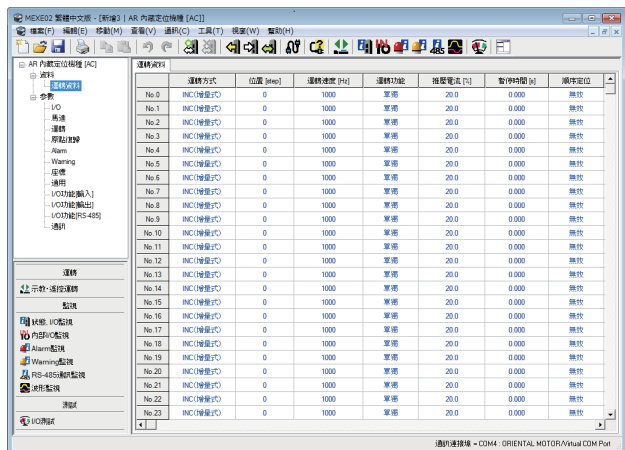 MEXE02 繁體中文版 - [新增3 | AR 內藏定位機種 [AC]]
檔案(F) 編輯(E) 移動(M) 查看(V) 通訊(C) 工具(T) 視窗(W) 幫助(H)
AR 內藏定位機種 [AC]
資料
運轉資料
參數
I/O
馬達
運轉
原點復歸
Alarm
Warning
座標
通用
I/O功能[輸入]
I/O功能[輸出]
I/O功能[RS-485]
通訊
運轉
示教·遙控運轉
監視
狀態, I/O監視
內部I/O監視
Alarm監視
Warning監視
RS-485通訊監視
波形監視
測試
I/O測試
運轉資料
運轉方式 位置 [step] 運轉速度 [Hz] 運轉功能 推壓電流 [%] 暫停時間 [s] 順序定位
No.0 INC(增量式) 0 1000 單獨 20.0 0.000 無效
No.1 INC(增量式) 0 1000 單獨 20.0 0.000 無效
No.2 INC(增量式) 0 1000 單獨 20.0 0.000 無效
No.3 INC(增量式) 0 1000 單獨 20.0 0.000 無效
No.4 INC(增量式) 0 1000 單獨 20.0 0.000 無效
No.5 INC(增量式) 0 1000 單獨 20.0 0.000 無效
No.6 INC(增量式) 0 1000 單獨 20.0 0.000 無效
No.7 INC(增量式) 0 1000 單獨 20.0 0.000 無效
No.8 INC(增量式) 0 1000 單獨 20.0 0.000 無效
No.9 INC(增量式) 0 1000 單獨 20.0 0.000 無效
No.10 INC(增量式) 0 1000 單獨 20.0 0.000 無效
No.11 INC(增量式) 0 1000 單獨 20.0 0.000 無效
No.12 INC(增量式) 0 1000 單獨 20.0 0.000 無效
No.13 INC(增量式) 0 1000 單獨 20.0 0.000 無效
No.14 INC(增量式) 0 1000 單獨 20.0 0.000 無效
No.15 INC(增量式) 0 1000 單獨 20.0 0.000 無效
No.16 INC(增量式) 0 1000 單獨 20.0 0.000 無效
No.17 INC(增量式) 0 1000 單獨 20.0 0.000 無效
No.18 INC(增量式) 0 1000 單獨 20.0 0.000 無效
No.19 INC(增量式) 0 1000 單獨 20.0 0.000 無效
No.20 INC(增量式) 0 1000 單獨 20.0 0.000 無效
No.21 INC(增量式) 0 1000 單獨 20.0 0.000 無效
No.22 INC(增量式) 0 1000 單獨 20.0 0.000 無效
No.23 INC(增量式) 0 1000 單獨 20.0 0.000 無效
通訊連接埠 = COM4 : ORIENTAL MOTOR/Virtual COM Port